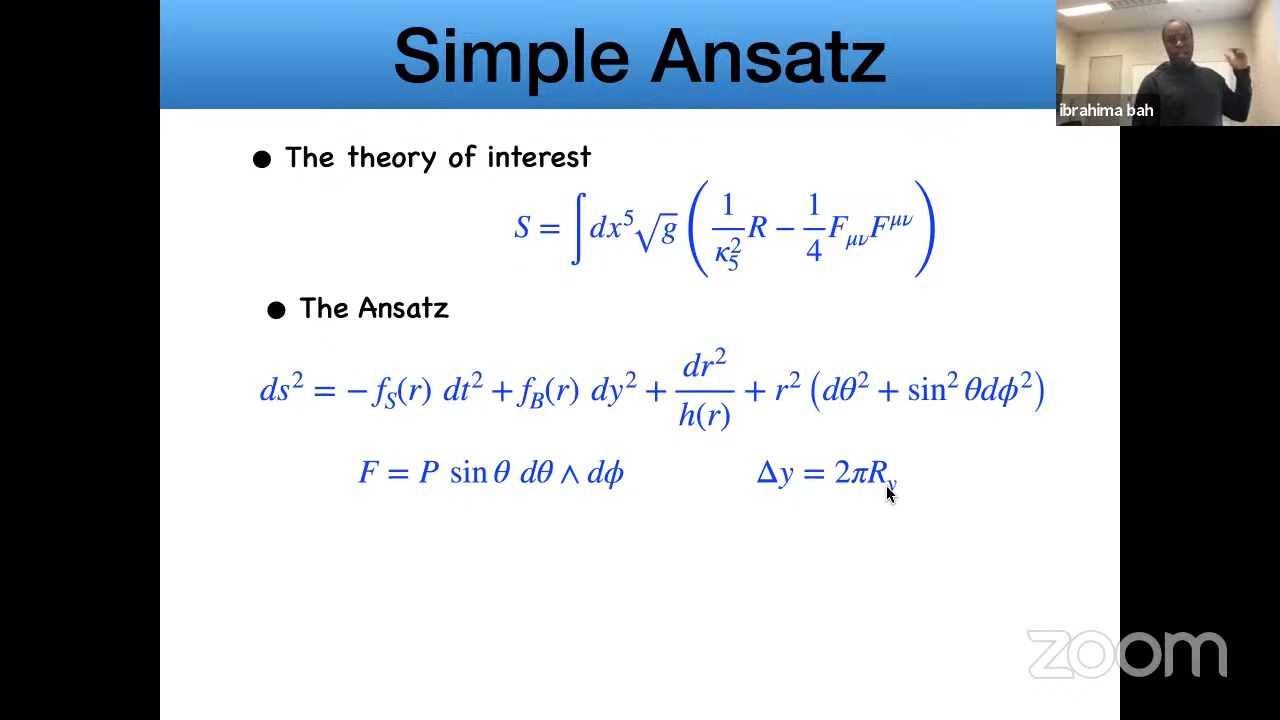 Simple Ansatz
ibrahima bah
● The theory of interest
S = ∫ dx⁵ √g ( 1/κ₅² R − 1/4 F_μν F^μν )
● The Ansatz
ds² = − f_S(r) dt² + f_B(r) dy² + dr²/h(r) + r² (dθ² + sin² θdϕ²)
F = P sin θ dθ ∧ dϕ Δy = 2πR_y
zoom